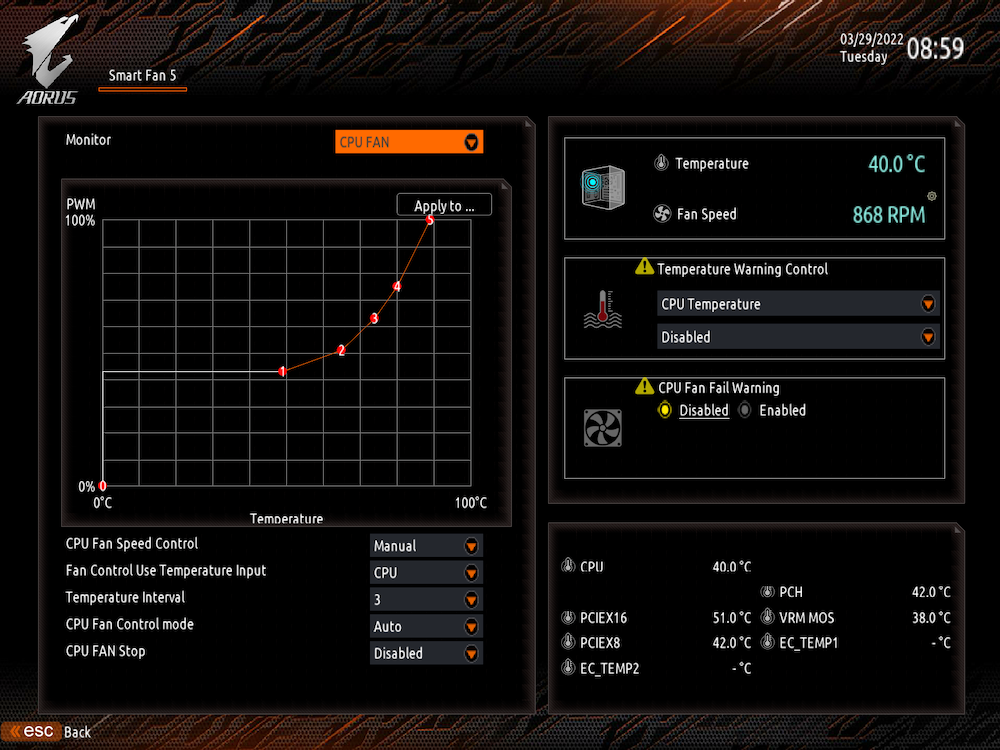 AORUS
Smart Fan 5
03/29/2022
Tuesday
08:59
Monitor
CPU FAN
PWM
100%
Apply to ...
5
4
3
2
1
0%
0
0°C
100°C
Temperature
CPU Fan Speed Control
Manual
Fan Control Use Temperature Input
CPU
Temperature Interval
3
CPU Fan Control mode
Auto
CPU FAN Stop
Disabled
Temperature
40.0°C
Fan Speed
868 RPM
Temperature Warning Control
CPU Temperature
Disabled
CPU Fan Fail Warning
Disabled Enabled
CPU 40.0°C
PCH 42.0°C
PCIEX16 51.0°C VRM MOS 38.0°C
PCIEX8 42.0°C EC_TEMP1 -°C
EC_TEMP2 -°C
esc Back